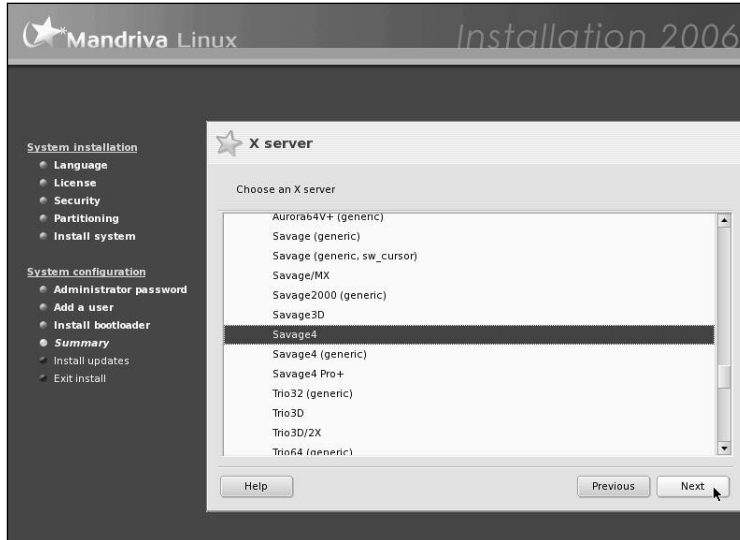 Mandriva Linux
Installation 2006
System installation
Language
License
Security
Partitioning
Install system
System configuration
Administrator password
Add a user
Install bootloader
Summary
Install updates
Exit install
X server
Choose an X server
Aurora64V+ (generic)
Savage (generic)
Savage (generic, sw_cursor)
Savage/MX
Savage2000 (generic)
Savage3D
Savage4
Savage4 (generic)
Savage4 Pro+
Trio32 (generic)
Trio3D
Trio3D/2X
Trio64 (generic)
Help
Previous
Next